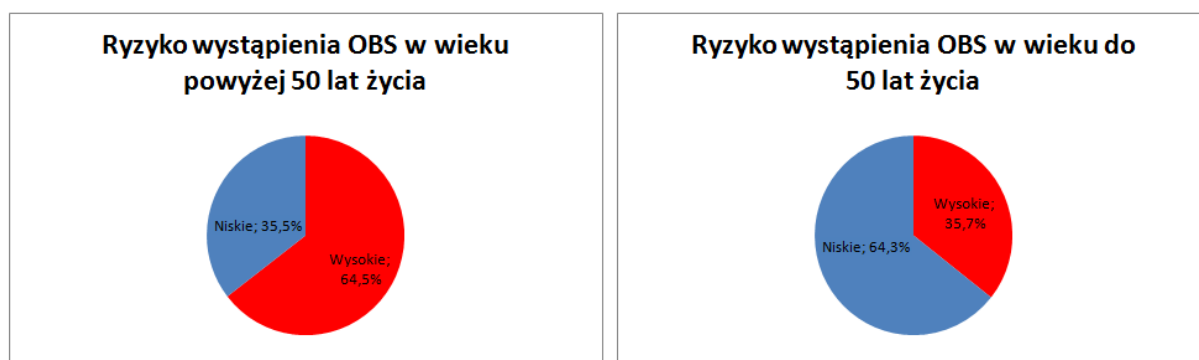 Ryzyko wystąpienia OBS w wieku
powyżej 50 lat życia
Niskie; 35,5%
Wysokie;
64,5%
Ryzyko wystąpienia OBS w wieku do
50 lat życia
Wysokie;
35,7%
Niskie; 64,3%